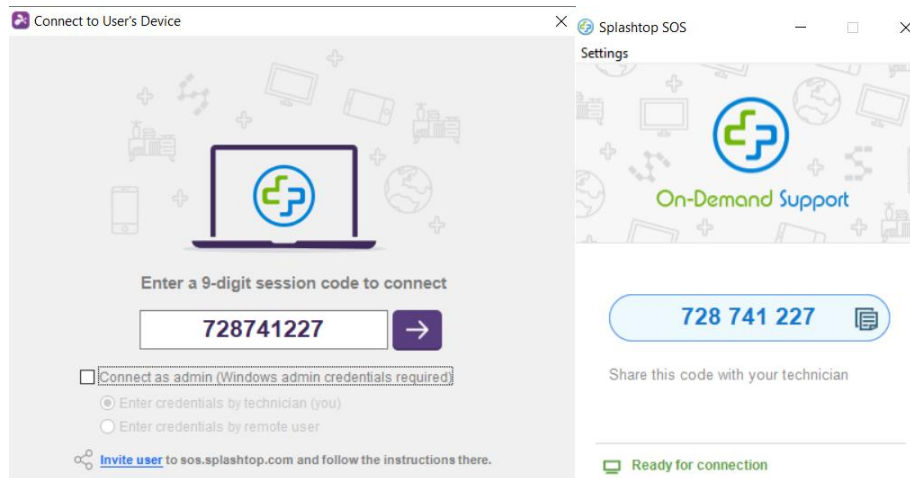 Connect to User's Device
Enter a 9-digit session code to connect
728741227
Connect as admin (Windows admin credentials required)
Enter credentials by technician (you)
Enter credentials by remote user
Invite user to sos.splashtop.com and follow the instructions there.
Splashtop SOS
Settings
On-Demand Support
728 741 227
Share this code with your technician
Ready for connection